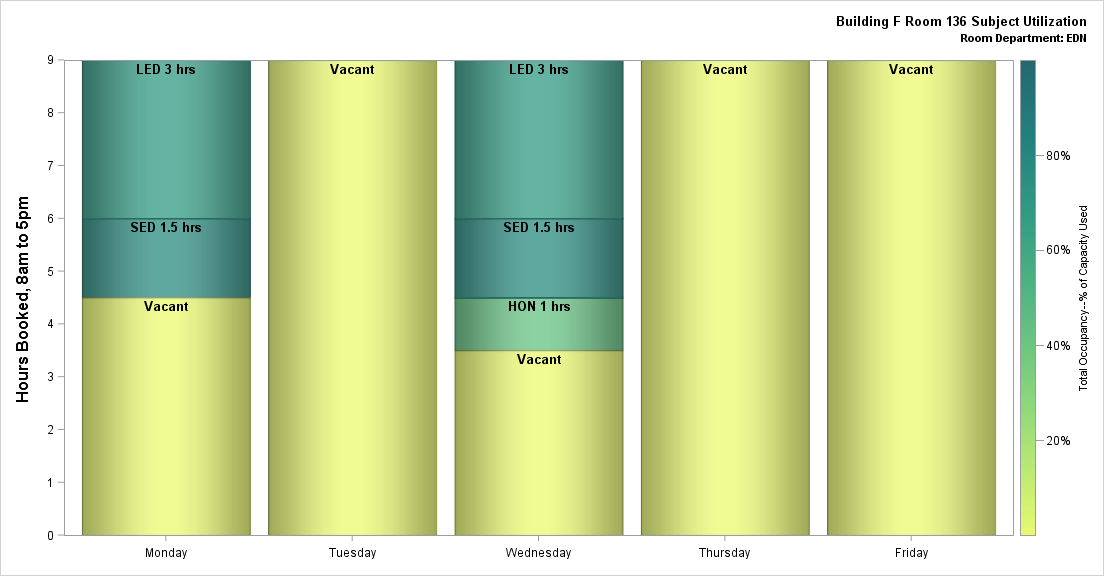 Building F Room 136 Subject Utilization
Room Department: EDN
Hours Booked, 8am to 5pm
9
8
7
6
5
4
3
2
1
0
LED 3 hrs
SED 1.5 hrs
Vacant
Vacant
LED 3 hrs
SED 1.5 hrs
HON 1 hrs
Vacant
Vacant
Vacant
Monday
Tuesday
Wednesday
Thursday
Friday
80%
60%
40%
20%
Total Occupancy--% of Capacity Used